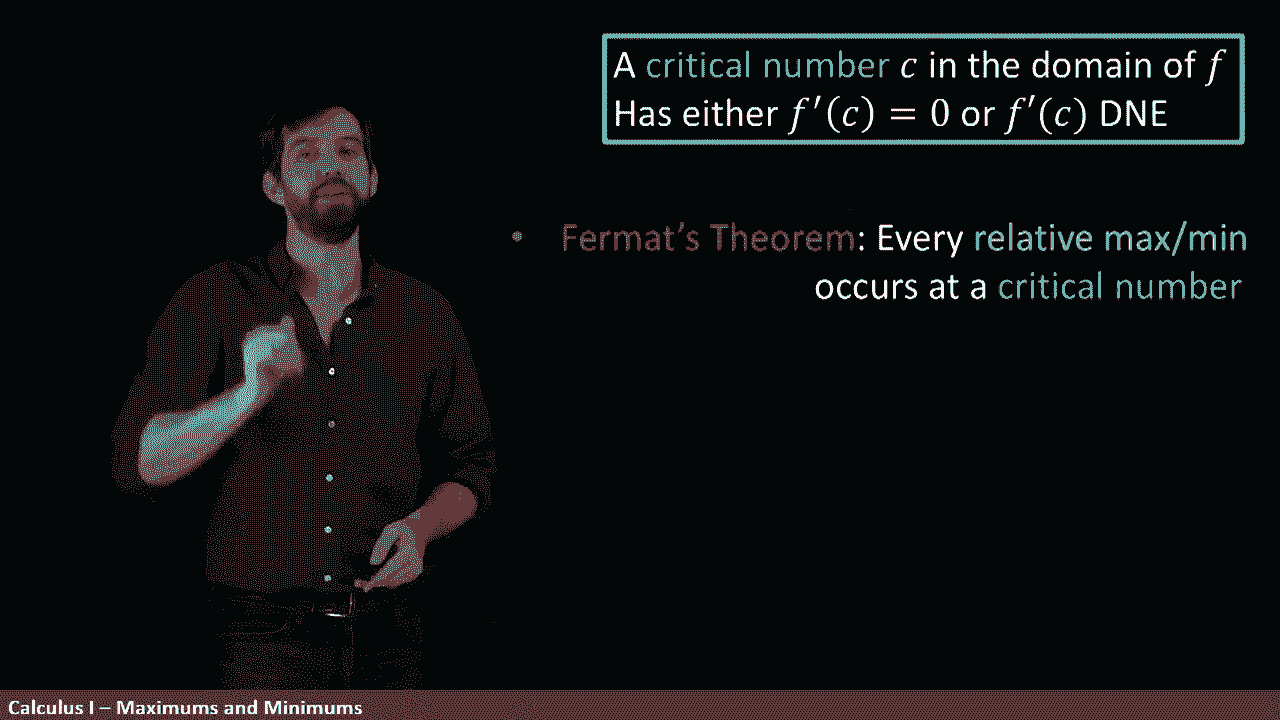 A critical number c in the domain of f
Has either f′(c) = 0 or f′(c) DNE
• Fermat’s Theorem: Every relative max/min
occurs at a critical number
Calculus I – Maximums and Minimums